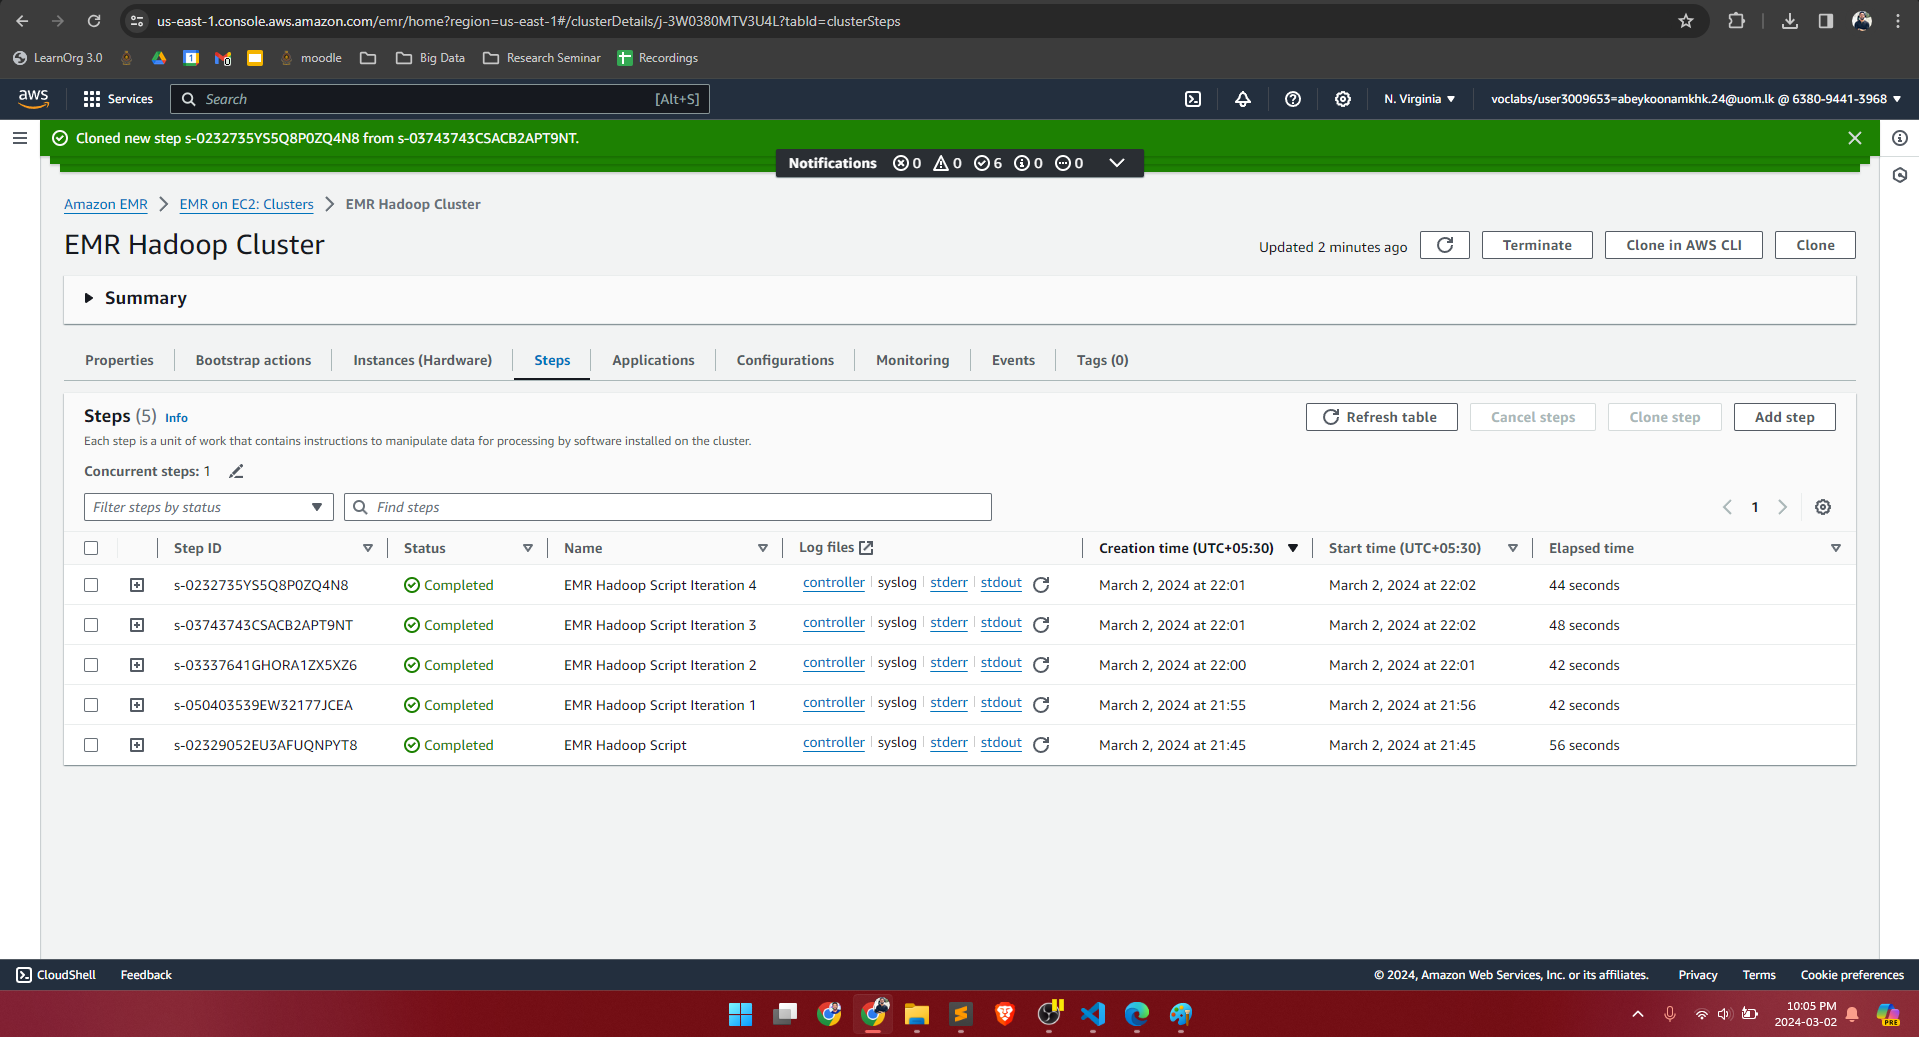 us-east-1.console.aws.amazon.com/emr/home?region=us-east-1#/clusterDetails/j-3W0380MTV3U4L?tabId=clusterSteps
LearnOrg 3.0 moodle Big Data Research Seminar Recordings
aws Services Search [Alt+S] N. Virginia voclabs/user3009653=abeykoonamkhk.24@uom.lk @ 6380-9441-3968
Cloned new step s-0232735YS5Q8P0ZQ4N8 from s-03743743CSACB2APT9NT.
Notifications 0 0 6 0 0
Amazon EMR EMR on EC2: Clusters EMR Hadoop Cluster
EMR Hadoop Cluster Updated 2 minutes ago Terminate Clone in AWS CLI Clone
Summary
Properties Bootstrap actions Instances (Hardware) Steps Applications Configurations Monitoring Events Tags (0)
Steps (5) Info Refresh table Cancel steps Clone step Add step
Each step is a unit of work that contains instructions to manipulate data for processing by software installed on the cluster.
Concurrent steps: 1
Filter steps by status Find steps 1
Step ID Status Name Log files Creation time (UTC+05:30) Start time (UTC+05:30) Elapsed time
s-0232735YS5Q8P0ZQ4N8 Completed EMR Hadoop Script Iteration 4 controller syslog stderr stdout March 2, 2024 at 22:01 March 2, 2024 at 22:02 44 seconds
s-03743743CSACB2APT9NT Completed EMR Hadoop Script Iteration 3 controller syslog stderr stdout March 2, 2024 at 22:01 March 2, 2024 at 22:02 48 seconds
s-03337641GHORA1ZX5XZ6 Completed EMR Hadoop Script Iteration 2 controller syslog stderr stdout March 2, 2024 at 22:00 March 2, 2024 at 22:01 42 seconds
s-050403539EW32177JCEA Completed EMR Hadoop Script Iteration 1 controller syslog stderr stdout March 2, 2024 at 21:55 March 2, 2024 at 21:56 42 seconds
s-02329052EU3AFUQNPYT8 Completed EMR Hadoop Script controller syslog stderr stdout March 2, 2024 at 21:45 March 2, 2024 at 21:45 56 seconds
CloudShell Feedback © 2024, Amazon Web Services, Inc. or its affiliates. Privacy Terms Cookie preferences
10:05 PM
2024-03-02
PRE